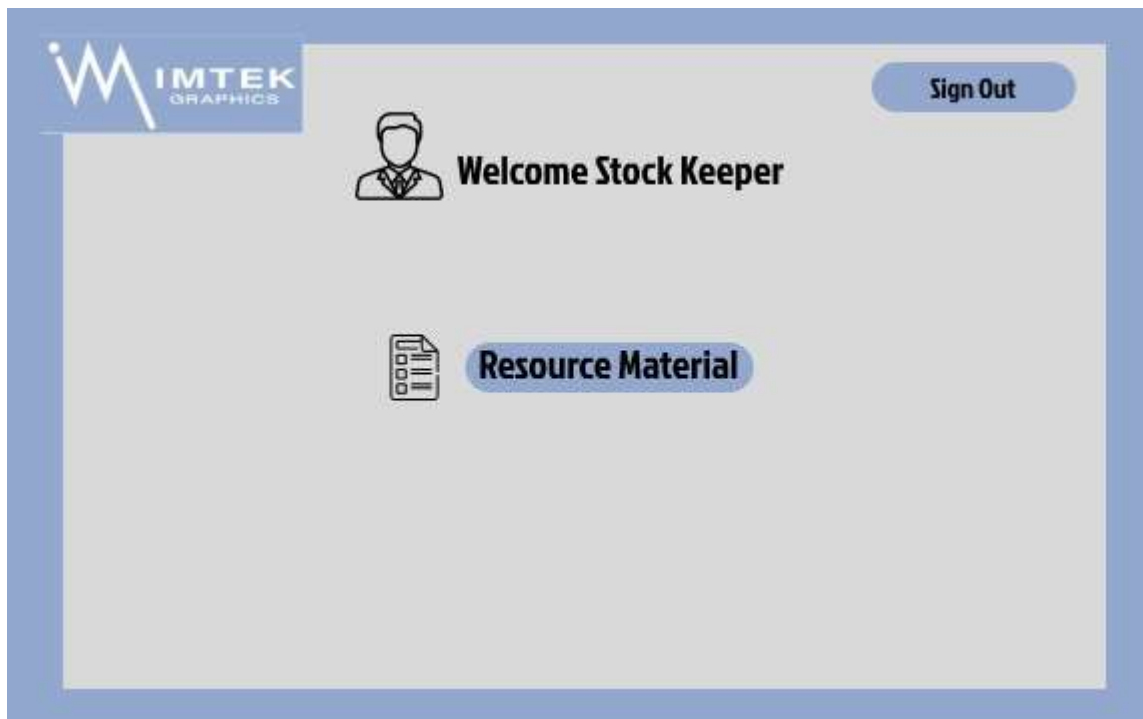 IMTEK
GRAPHICS
Sign Out
Welcome Stock Keeper
Resource Material